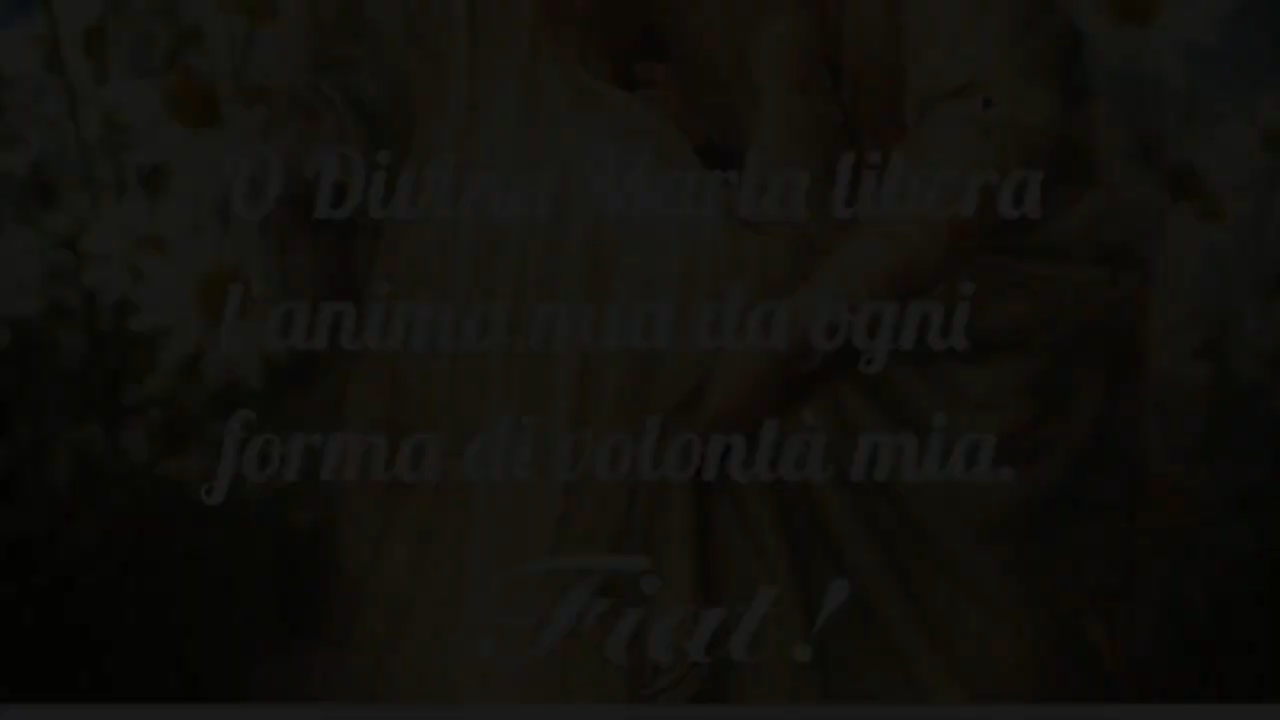 O Divina Maria libera
l'anima mia da ogni
forma di volontà mia.
Fiat!